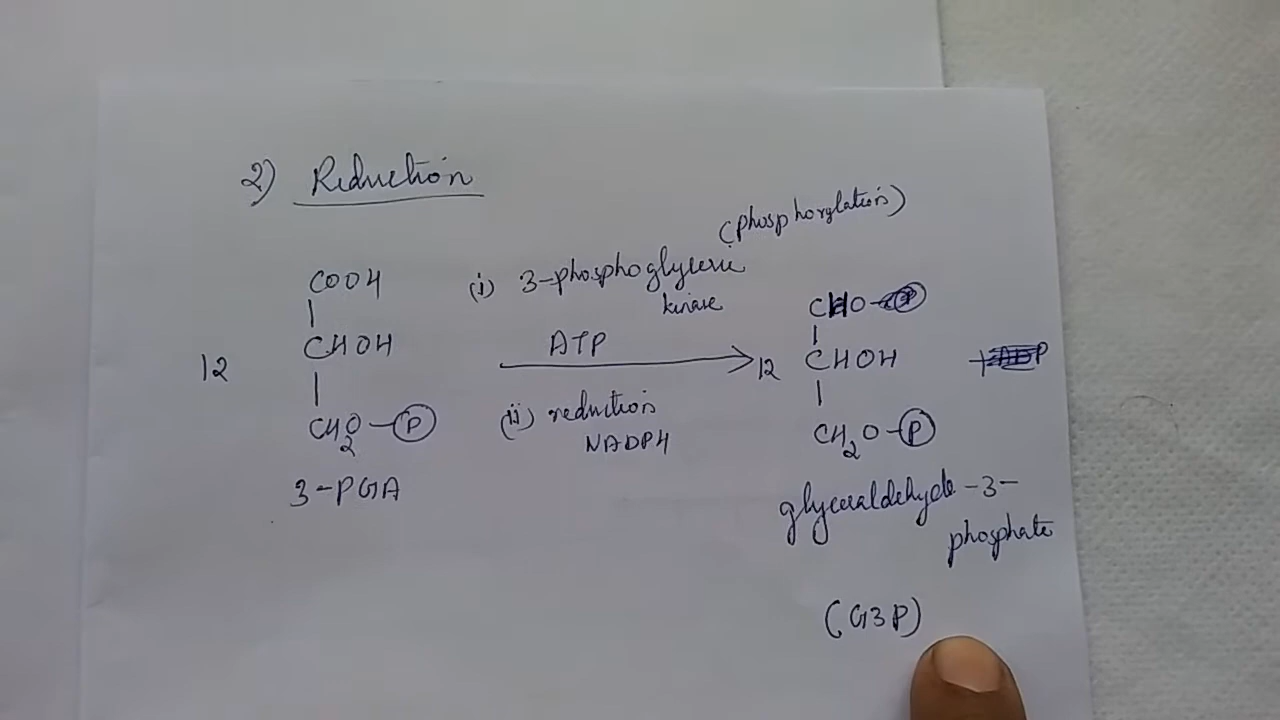 2) Reduction
(phosphorylation)
COOH
(i) 3-phosphoglyceric
kinase
CHO
12 CHOH
ATP
12 CHOH
(ii) reduction
NADPH
CH2O-(P)
CH2O-(P)
3-PGA
glyceraldehyde-3-
phosphate
(G3P)